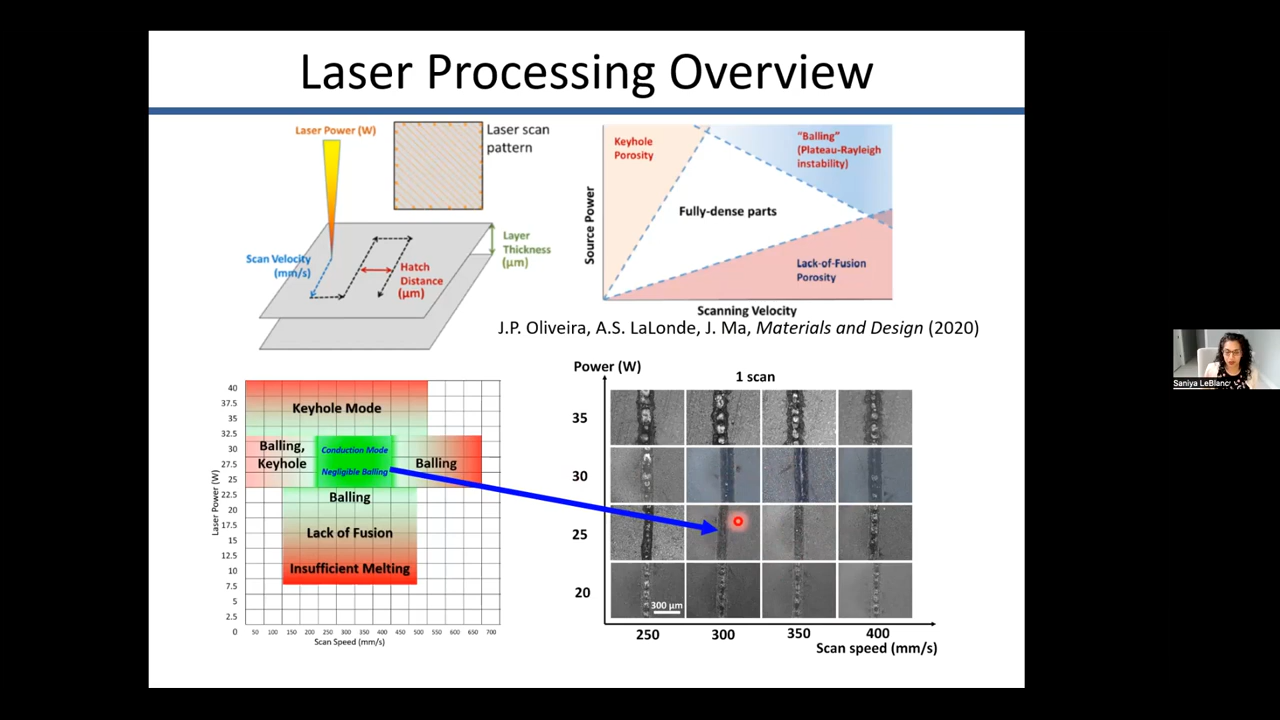 Laser Processing Overview
Laser Power (W)
Laser scan
pattern
Scan Velocity
(mm/s)
Hatch
Distance
(µm)
Layer
Thickness
(µm)
Source Power
Keyhole
Porosity
"Balling"
(Plateau-Rayleigh
instability)
Fully-dense parts
Lack-of-Fusion
Porosity
Scanning Velocity
J.P. Oliveira, A.S. LaLonde, J. Ma, Materials and Design (2020)
Laser Power (W)
40
37.5
35
32.5
30
27.5
25
22.5
20
17.5
15
12.5
10
7.5
5
2.5
0
Keyhole Mode
Balling,
Keyhole
Conduction Mode
Negligible Balling
Balling
Balling
Lack of Fusion
Insufficient Melting
50 100 150 200 250 300 350 400 450 500 550 600 650 700
Scan Speed (mm/s)
Power (W)
1 scan
35
30
25
20
300 µm
250 300 350 400
Scan speed (mm/s)
Saniya LeBlanc